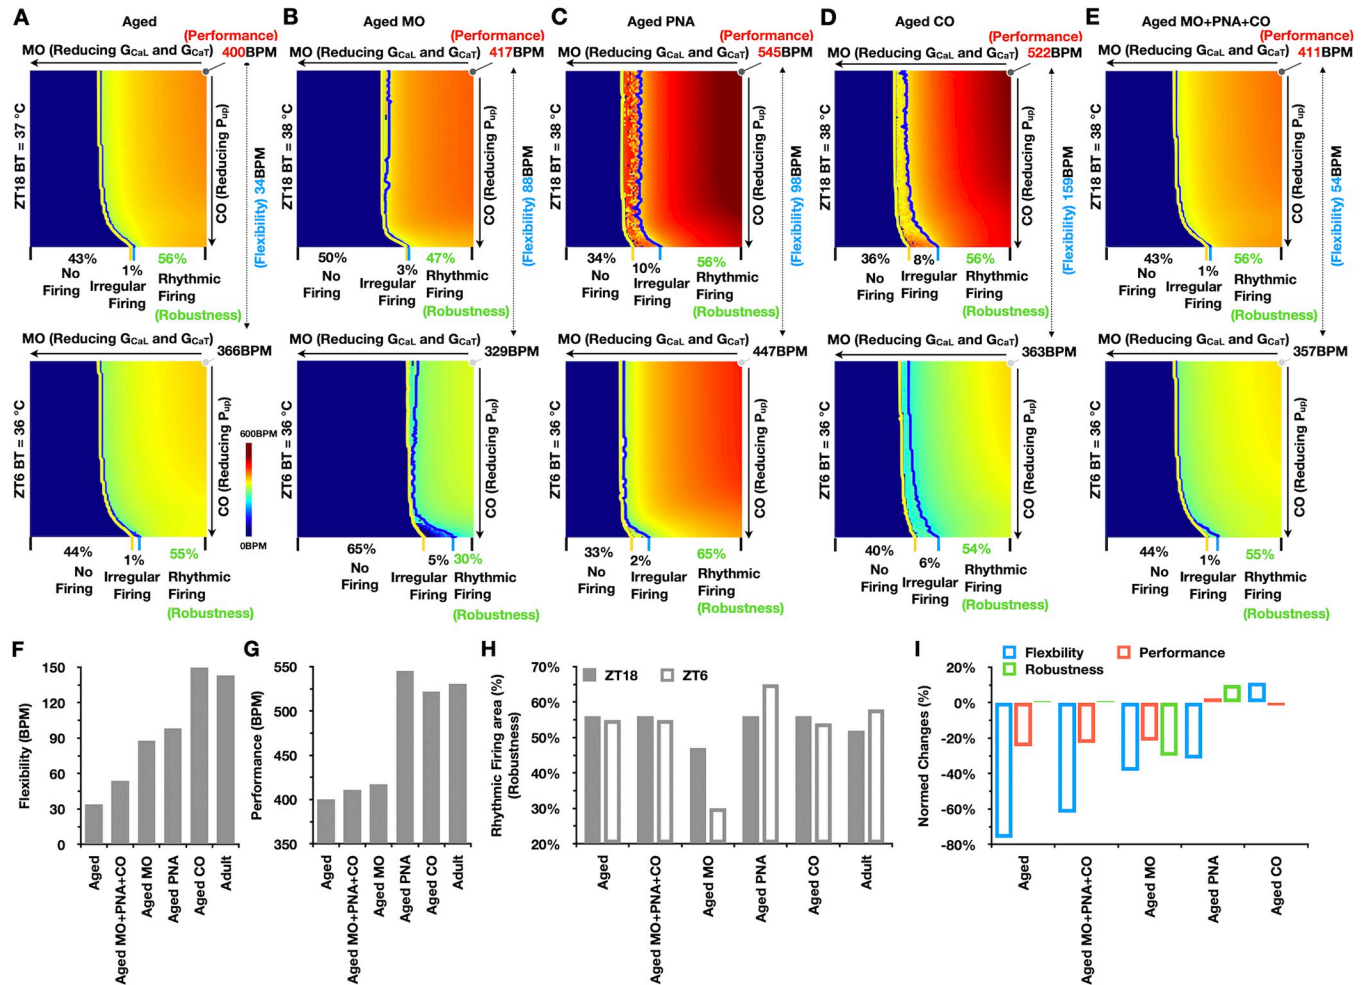 A
Aged
(Performance)
MO (Reducing GCaL and GCaT) 400BPM
ZT18 BT = 37 °C
CO (Reducing Pup)
(Flexibility) 34BPM
43%
No
Firing
1%
Irregular
Firing
56%
Rhythmic
Firing
(Robustness)
MO (Reducing GCaL and GCaT)
366BPM
ZT6 BT = 36 °C
CO (Reducing Pup)
600BPM
0BPM
44%
No
Firing
1%
Irregular
Firing
55%
Rhythmic
Firing
(Robustness)
B
Aged MO
(Performance)
MO (Reducing GCaL and GCaT) 417BPM
ZT18 BT = 38 °C
CO (Reducing Pup)
(Flexibility) 88BPM
50%
No
Firing
3%
Irregular
Firing
47%
Rhythmic
Firing
(Robustness)
MO (Reducing GCaL and GCaT)
329BPM
ZT6 BT = 36 °C
CO (Reducing Pup)
65%
No
Firing
5%
Irregular
Firing
30%
Rhythmic
Firing
(Robustness)
C
Aged PNA
(Performance)
MO (Reducing GCaL and GCaT) 545BPM
ZT18 BT = 38 °C
CO (Reducing Pup)
(Flexibility) 98BPM
34%
No
Firing
10%
Irregular
Firing
56%
Rhythmic
Firing
(Robustness)
MO (Reducing GCaL and GCaT)
447BPM
ZT6 BT = 36 °C
CO (Reducing Pup)
33%
No
Firing
2%
Irregular
Firing
65%
Rhythmic
Firing
(Robustness)
D
Aged CO
(Performance)
MO (Reducing GCaL and GCaT) 522BPM
ZT18 BT = 38 °C
CO (Reducing Pup)
(Flexibility) 159BPM
36%
No
Firing
8%
Irregular
Firing
56%
Rhythmic
Firing
(Robustness)
MO (Reducing GCaL and GCaT)
363BPM
ZT6 BT = 36 °C
CO (Reducing Pup)
40%
No
Firing
6%
Irregular
Firing
54%
Rhythmic
Firing
(Robustness)
E
Aged MO+PNA+CO
(Performance)
MO (Reducing GCaL and GCaT) 411BPM
ZT18 BT = 38 °C
CO (Reducing Pup)
(Flexibility) 54BPM
43%
No
Firing
1%
Irregular
Firing
56%
Rhythmic
Firing
(Robustness)
MO (Reducing GCaL and GCaT)
357BPM
ZT6 BT = 36 °C
CO (Reducing Pup)
44%
No
Firing
1%
Irregular
Firing
55%
Rhythmic
Firing
(Robustness)
F
Flexibility (BPM)
150
120
90
60
30
0
Aged
Aged MO+PNA+CO
Aged MO
Aged PNA
Aged CO
Adult
G
Performance (BPM)
550
500
450
400
350
Aged
Aged MO+PNA+CO
Aged MO
Aged PNA
Aged CO
Adult
H
Rhythmic Firing area (%)
(Robustness)
70%
60%
50%
40%
30%
20%
ZT18
ZT6
Aged
Aged MO+PNA+CO
Aged MO
Aged PNA
Aged CO
Adult
I
Flexbility
Performance
Robustness
Normed Changes (%)
20%
0%
-20%
-40%
-60%
-80%
Aged
Aged MO+PNA+CO
Aged MO
Aged PNA
Aged CO